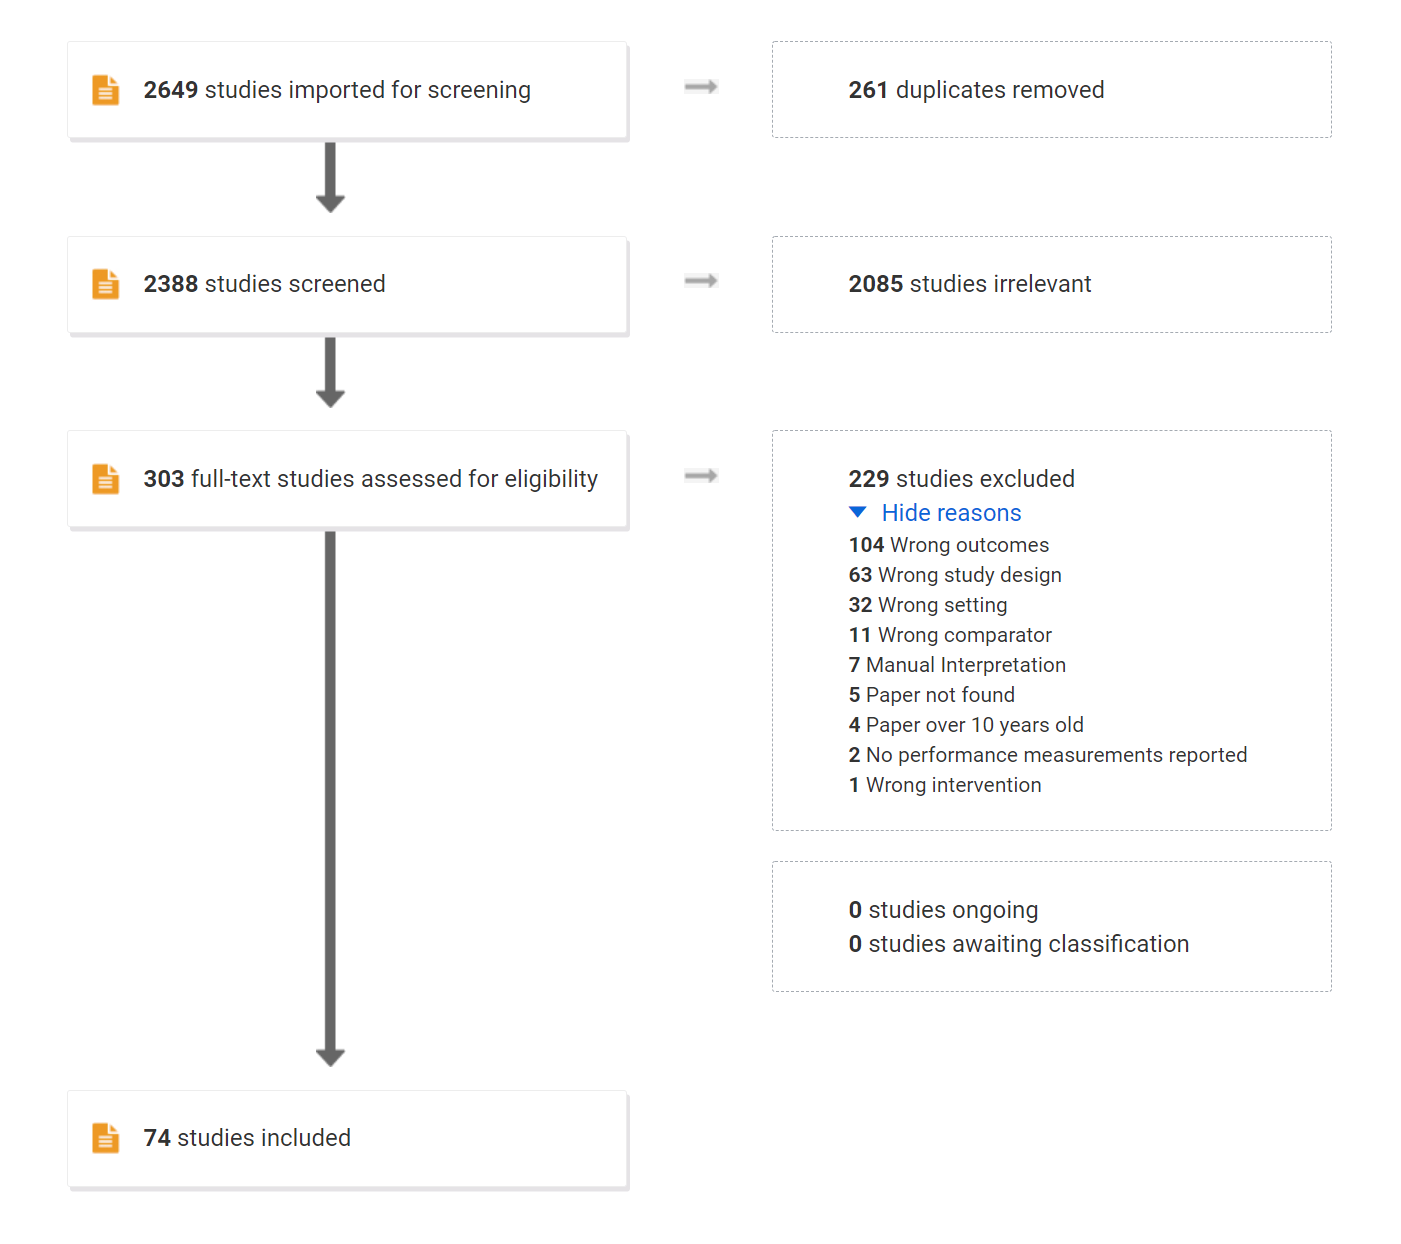 2649 studies imported for screening
261 duplicates removed
2388 studies screened
2085 studies irrelevant
303 full-text studies assessed for eligibility
229 studies excluded
Hide reasons
104 Wrong outcomes
63 Wrong study design
32 Wrong setting
11 Wrong comparator
7 Manual Interpretation
5 Paper not found
4 Paper over 10 years old
2 No performance measurements reported
1 Wrong intervention
0 studies ongoing
0 studies awaiting classification
74 studies included